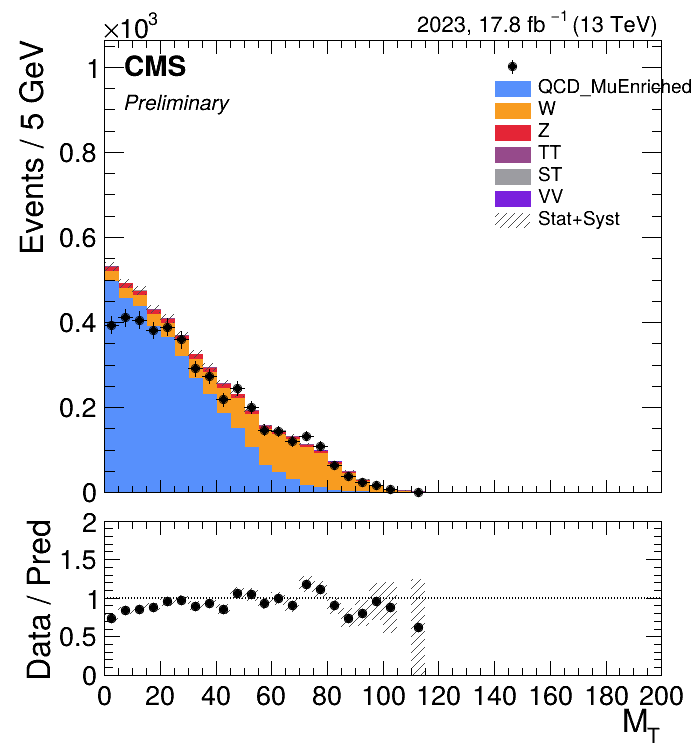 ×10³
2023, 17.8 fb⁻¹ (13 TeV)
CMS
Preliminary
QCD_MuEnriched
W
Z
TT
ST
VV
Stat+Syst
Events / 5 GeV
1
0.8
0.6
0.4
0.2
0
Data / Pred
2
1.5
1
0.5
0
0 20 40 60 80 100 120 140 160 180 200
M_T